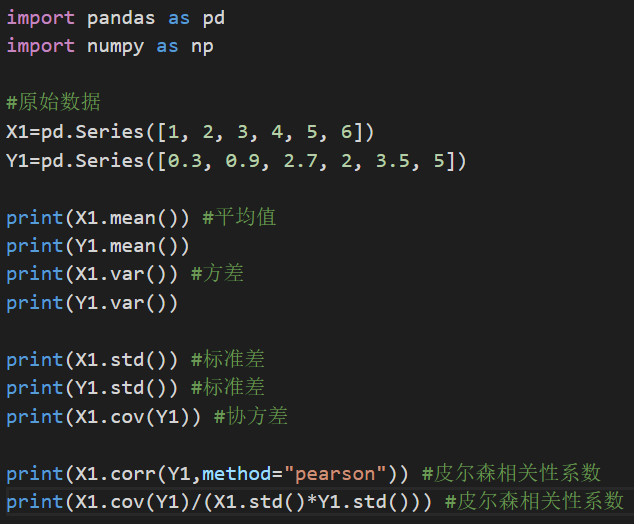 import pandas as pd
import numpy as np
#原始数据
X1=pd.Series([1, 2, 3, 4, 5, 6])
Y1=pd.Series([0.3, 0.9, 2.7, 2, 3.5, 5])
print(X1.mean()) #平均值
print(Y1.mean())
print(X1.var()) #方差
print(Y1.var())
print(X1.std()) #标准差
print(Y1.std()) #标准差
print(X1.cov(Y1)) #协方差
print(X1.corr(Y1,method="pearson")) #皮尔森相关性系数
print(X1.cov(Y1)/(X1.std()*Y1.std())) #皮尔森相关性系数